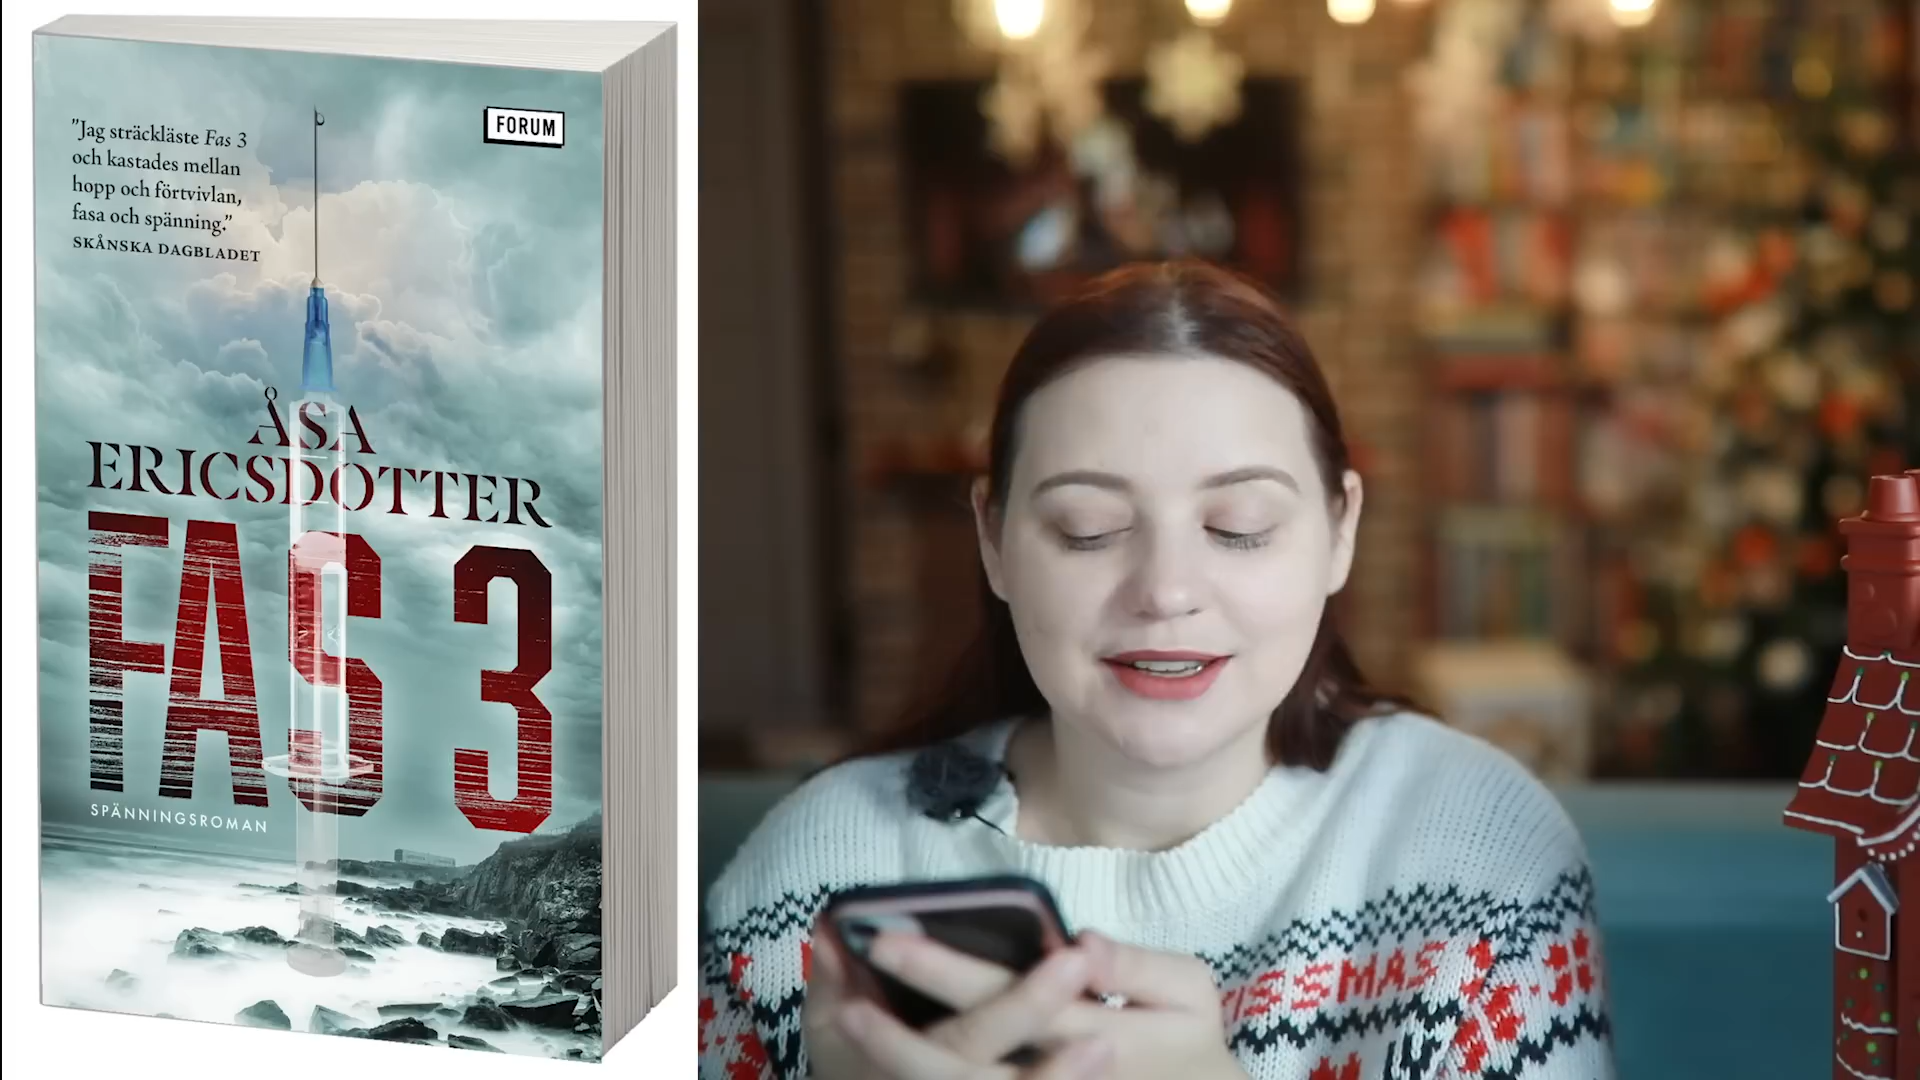 "Jag sträckläste Fas 3
och kastades mellan
hopp och förtvivlan,
fasa och spänning."
SKÅNSKA DAGBLADET
FORUM
ÅSA
ERICSDOTTER
FAS 3
SPÄNNINGSROMAN